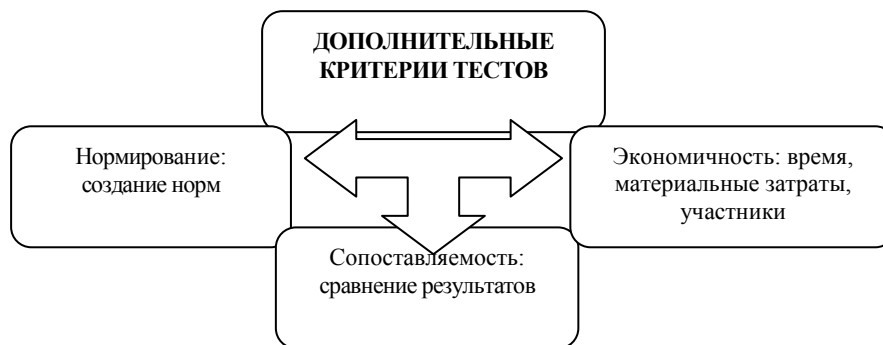 ДОПОЛНИТЕЛЬНЫЕ
КРИТЕРИИ ТЕСТОВ
Нормирование:
создание норм
Экономичность: время,
материальные затраты,
участники
Сопоставляемость:
сравнение результатов